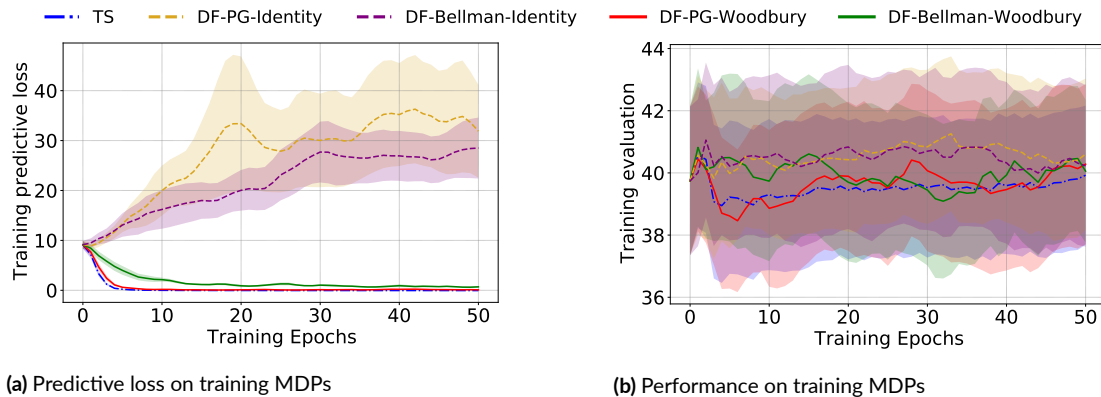 TS DF-PG-Identity DF-Bellman-Identity DF-PG-Woodbury DF-Bellman-Woodbury
Training predictive loss
40
30
20
10
0
0 10 20 30 40 50
Training Epochs
(a) Predictive loss on training MDPs
Training evaluation
44
42
40
38
36
0 10 20 30 40 50
Training Epochs
(b) Performance on training MDPs